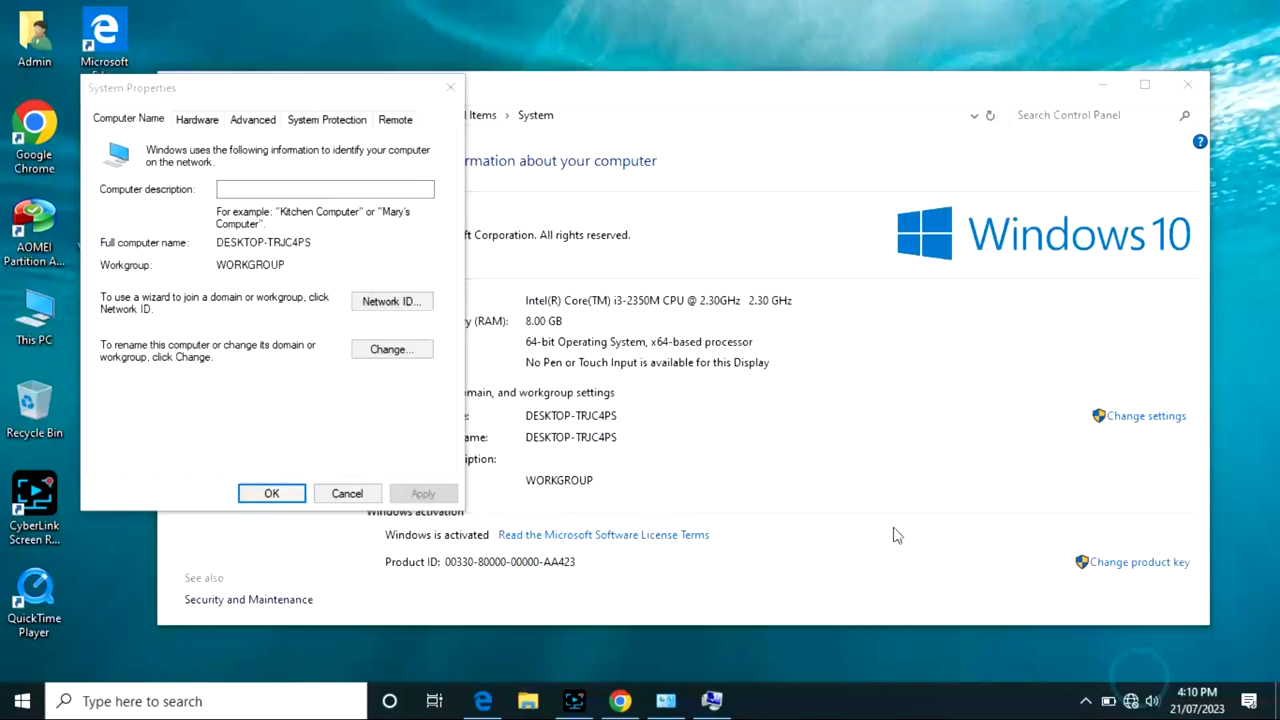 Admin
Microsoft
Google
Chrome
AOMEI
Partition A...
This PC
Recycle Bin
CyberLink
Screen R...
QuickTime
Player
System Properties
Computer Name
Hardware
Advanced
System Protection
Remote
Windows uses the following information to identify your computer
on the network.
Computer description:
For example: "Kitchen Computer" or "Mary's
Computer".
Full computer name: DESKTOP-TRJC4PS
Workgroup: WORKGROUP
To use a wizard to join a domain or workgroup, click
Network ID.
Network ID...
To rename this computer or change its domain or
workgroup, click Change.
Change...
OK
Cancel
Apply
Items › System
Search Control Panel
rmation about your computer
ft Corporation. All rights reserved.
Windows 10
Intel(R) Core(TM) i3-2350M CPU @ 2.30GHz 2.30 GHz
y (RAM): 8.00 GB
64-bit Operating System, x64-based processor
No Pen or Touch Input is available for this Display
main, and workgroup settings
DESKTOP-TRJC4PS
Change settings
me: DESKTOP-TRJC4PS
iption:
WORKGROUP
Windows activation
Windows is activated Read the Microsoft Software License Terms
Product ID: 00330-80000-00000-AA423
Change product key
See also
Security and Maintenance
Type here to search
4:10 PM
21/07/2023